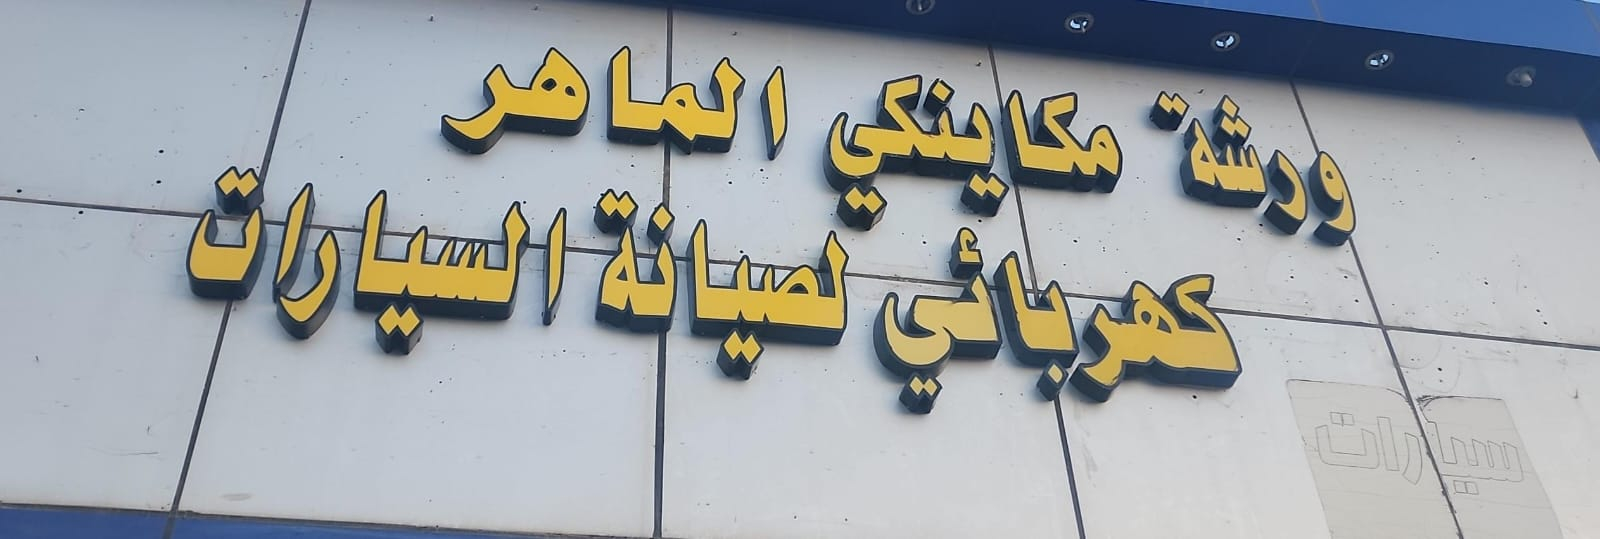 ورشة مكاينكي الماهر
كهربائي لصيانة السيارات
سيارات